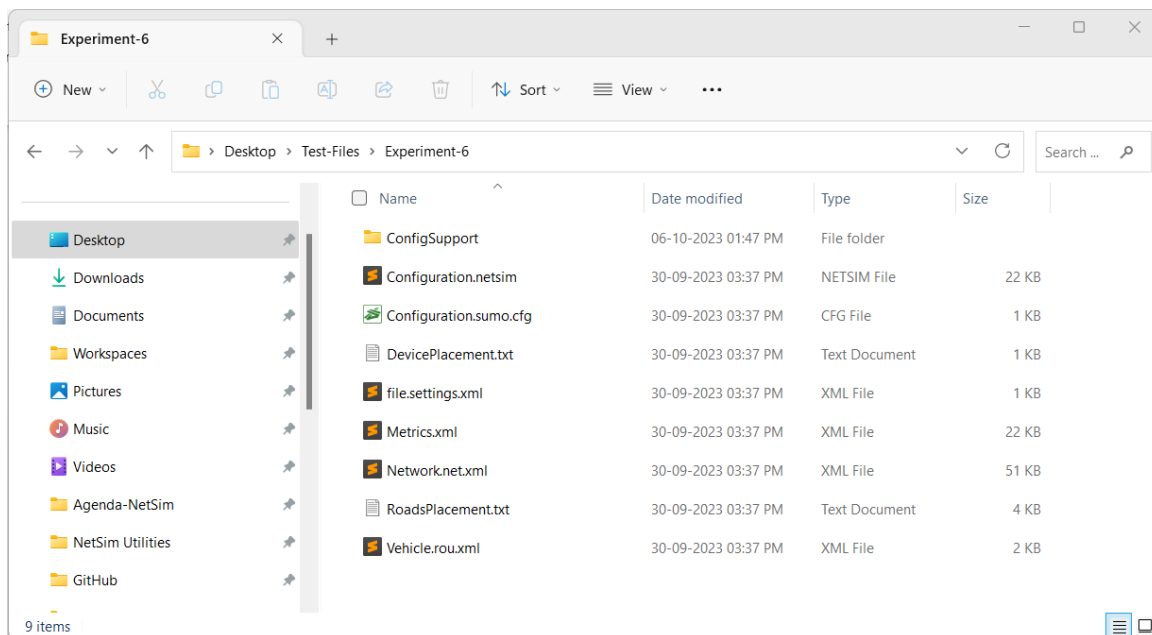 Experiment-6
New
Sort
View
Desktop > Test-Files > Experiment-6
Search ...
Name Date modified Type Size
Desktop
Downloads
Documents
Workspaces
Pictures
Music
Videos
Agenda-NetSim
NetSim Utilities
GitHub
ConfigSupport 06-10-2023 01:47 PM File folder
Configuration.netsim 30-09-2023 03:37 PM NETSIM File 22 KB
Configuration.sumo.cfg 30-09-2023 03:37 PM CFG File 1 KB
DevicePlacement.txt 30-09-2023 03:37 PM Text Document 1 KB
file.settings.xml 30-09-2023 03:37 PM XML File 1 KB
Metrics.xml 30-09-2023 03:37 PM XML File 22 KB
Network.net.xml 30-09-2023 03:37 PM XML File 51 KB
RoadsPlacement.txt 30-09-2023 03:37 PM Text Document 4 KB
Vehicle.rou.xml 30-09-2023 03:37 PM XML File 2 KB
9 items